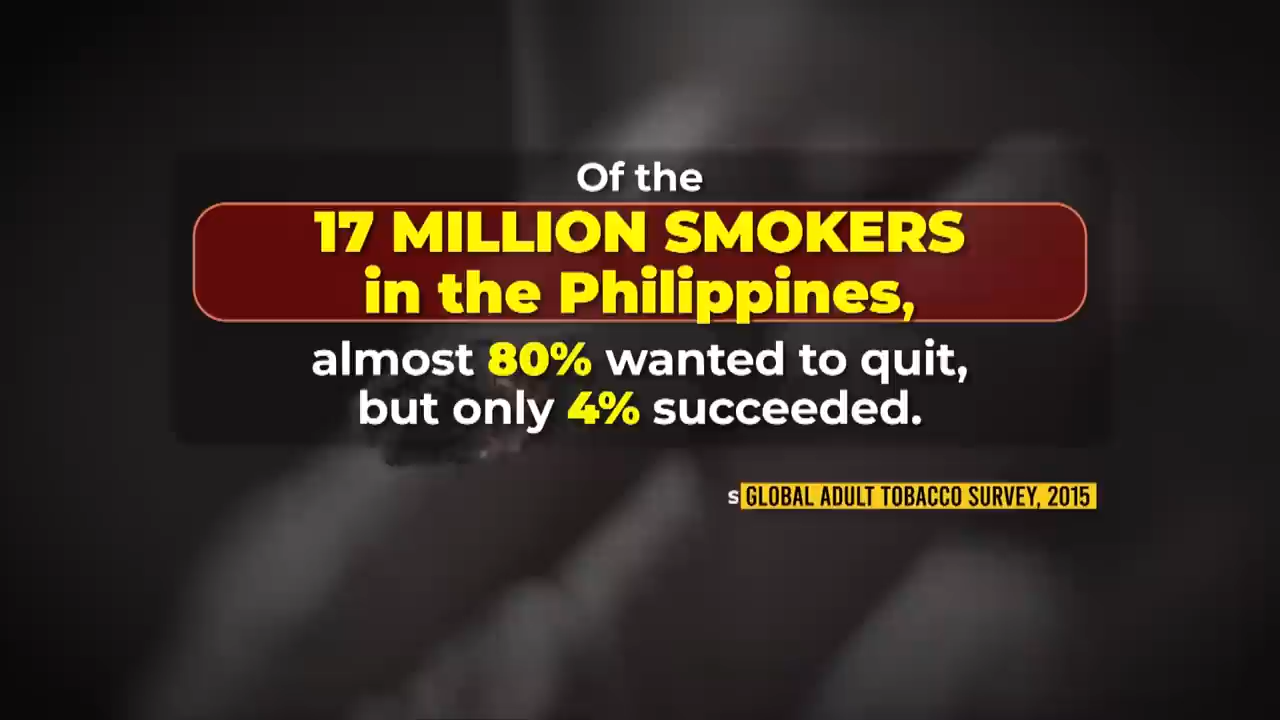 Of the
17 MILLION SMOKERS
in the Philippines,
almost 80% wanted to quit,
but only 4% succeeded.
s GLOBAL ADULT TOBACCO SURVEY, 2015